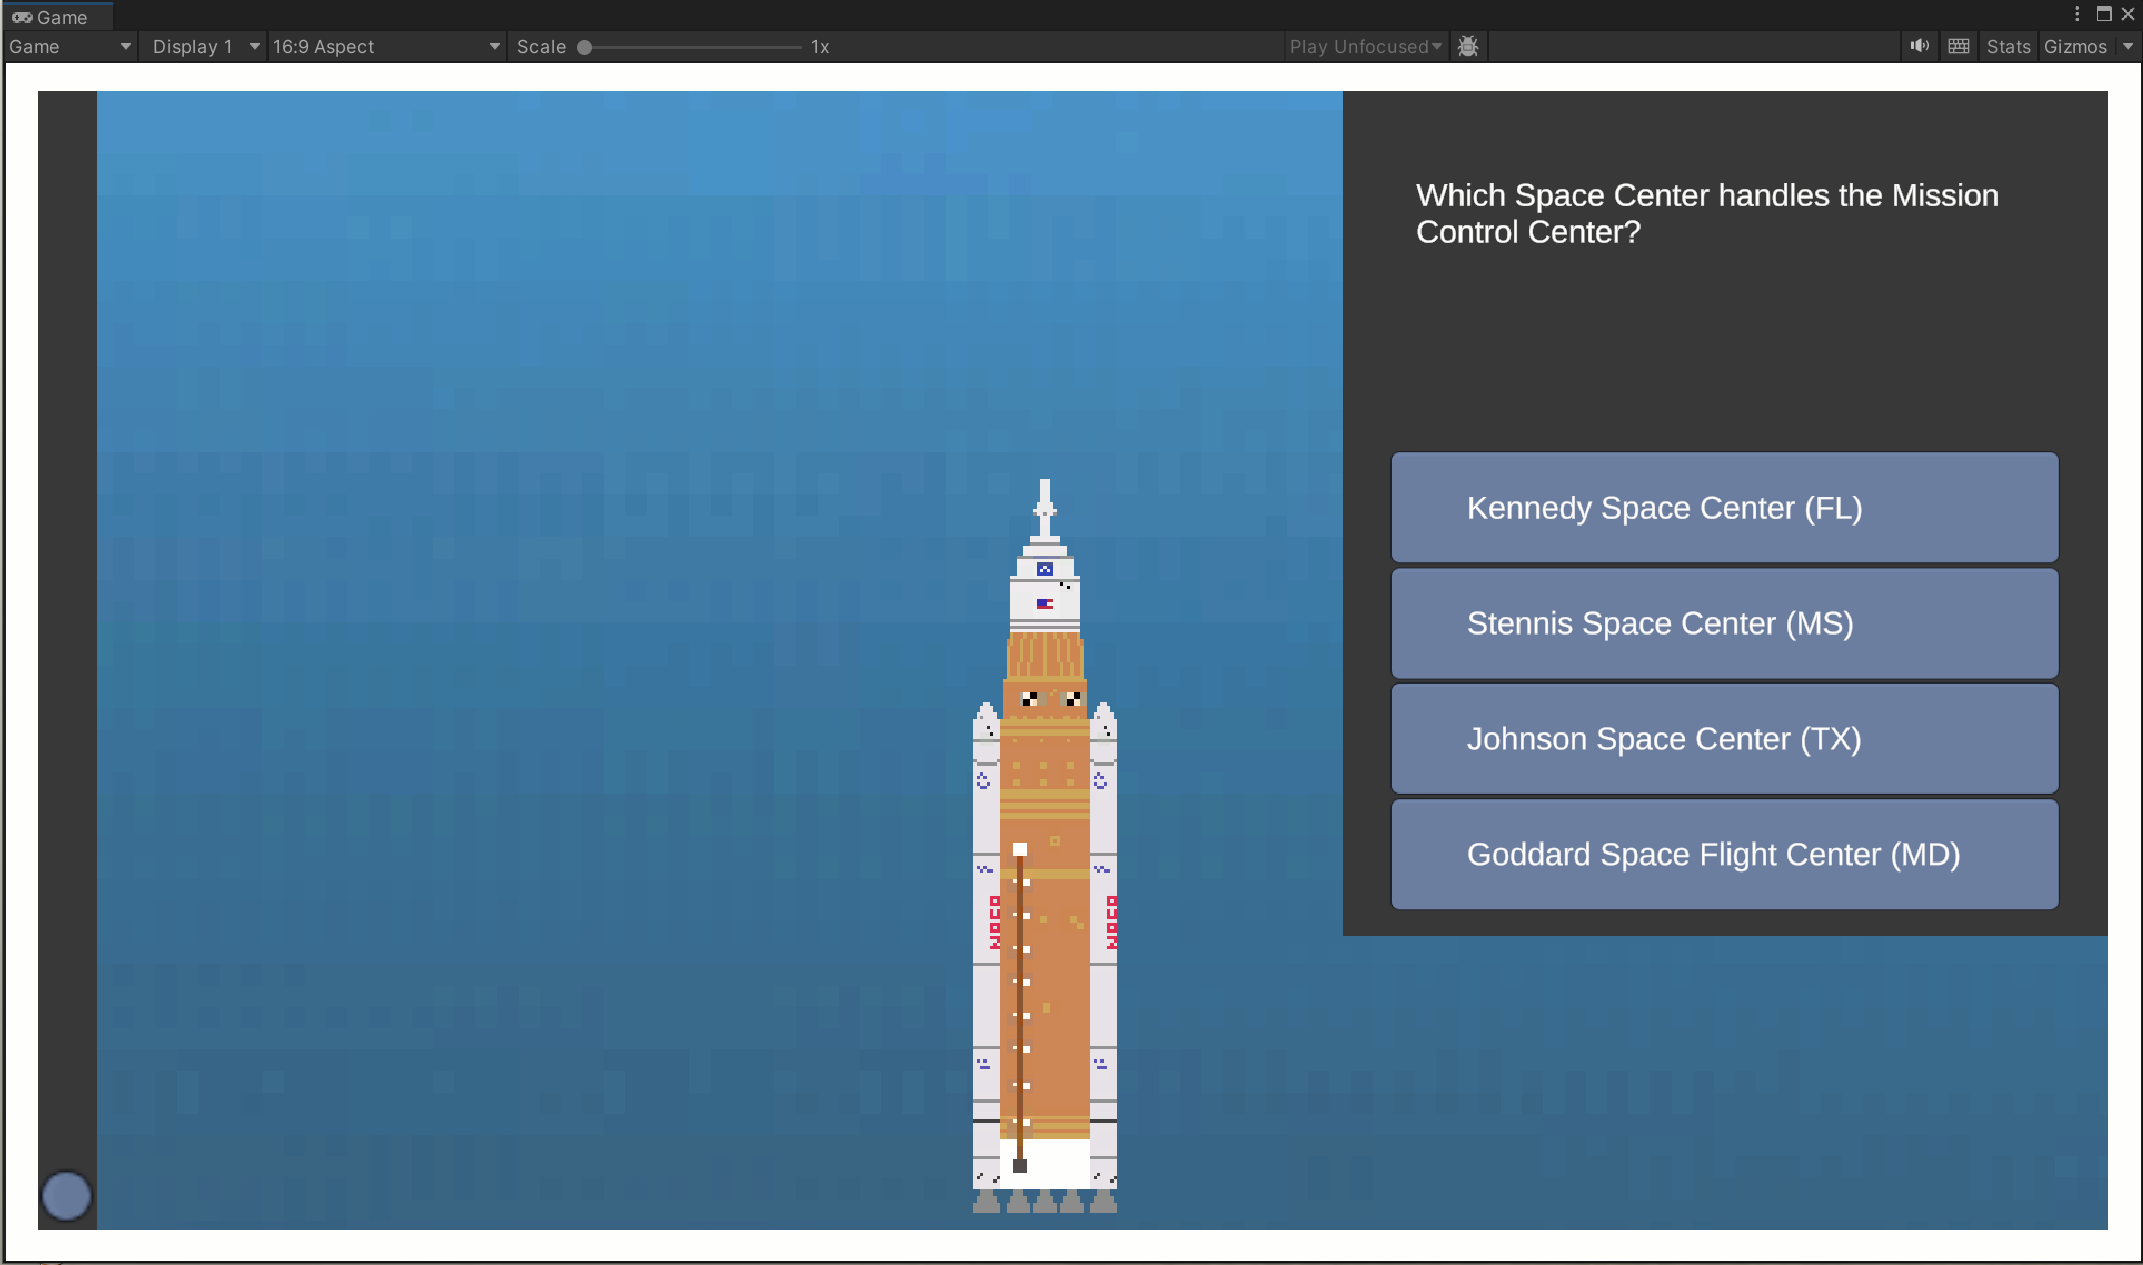 Game
Game Display 1 16:9 Aspect Scale 1x Play Unfocused Stats Gizmos
Which Space Center handles the Mission
Control Center?
Kennedy Space Center (FL)
Stennis Space Center (MS)
Johnson Space Center (TX)
Goddard Space Flight Center (MD)